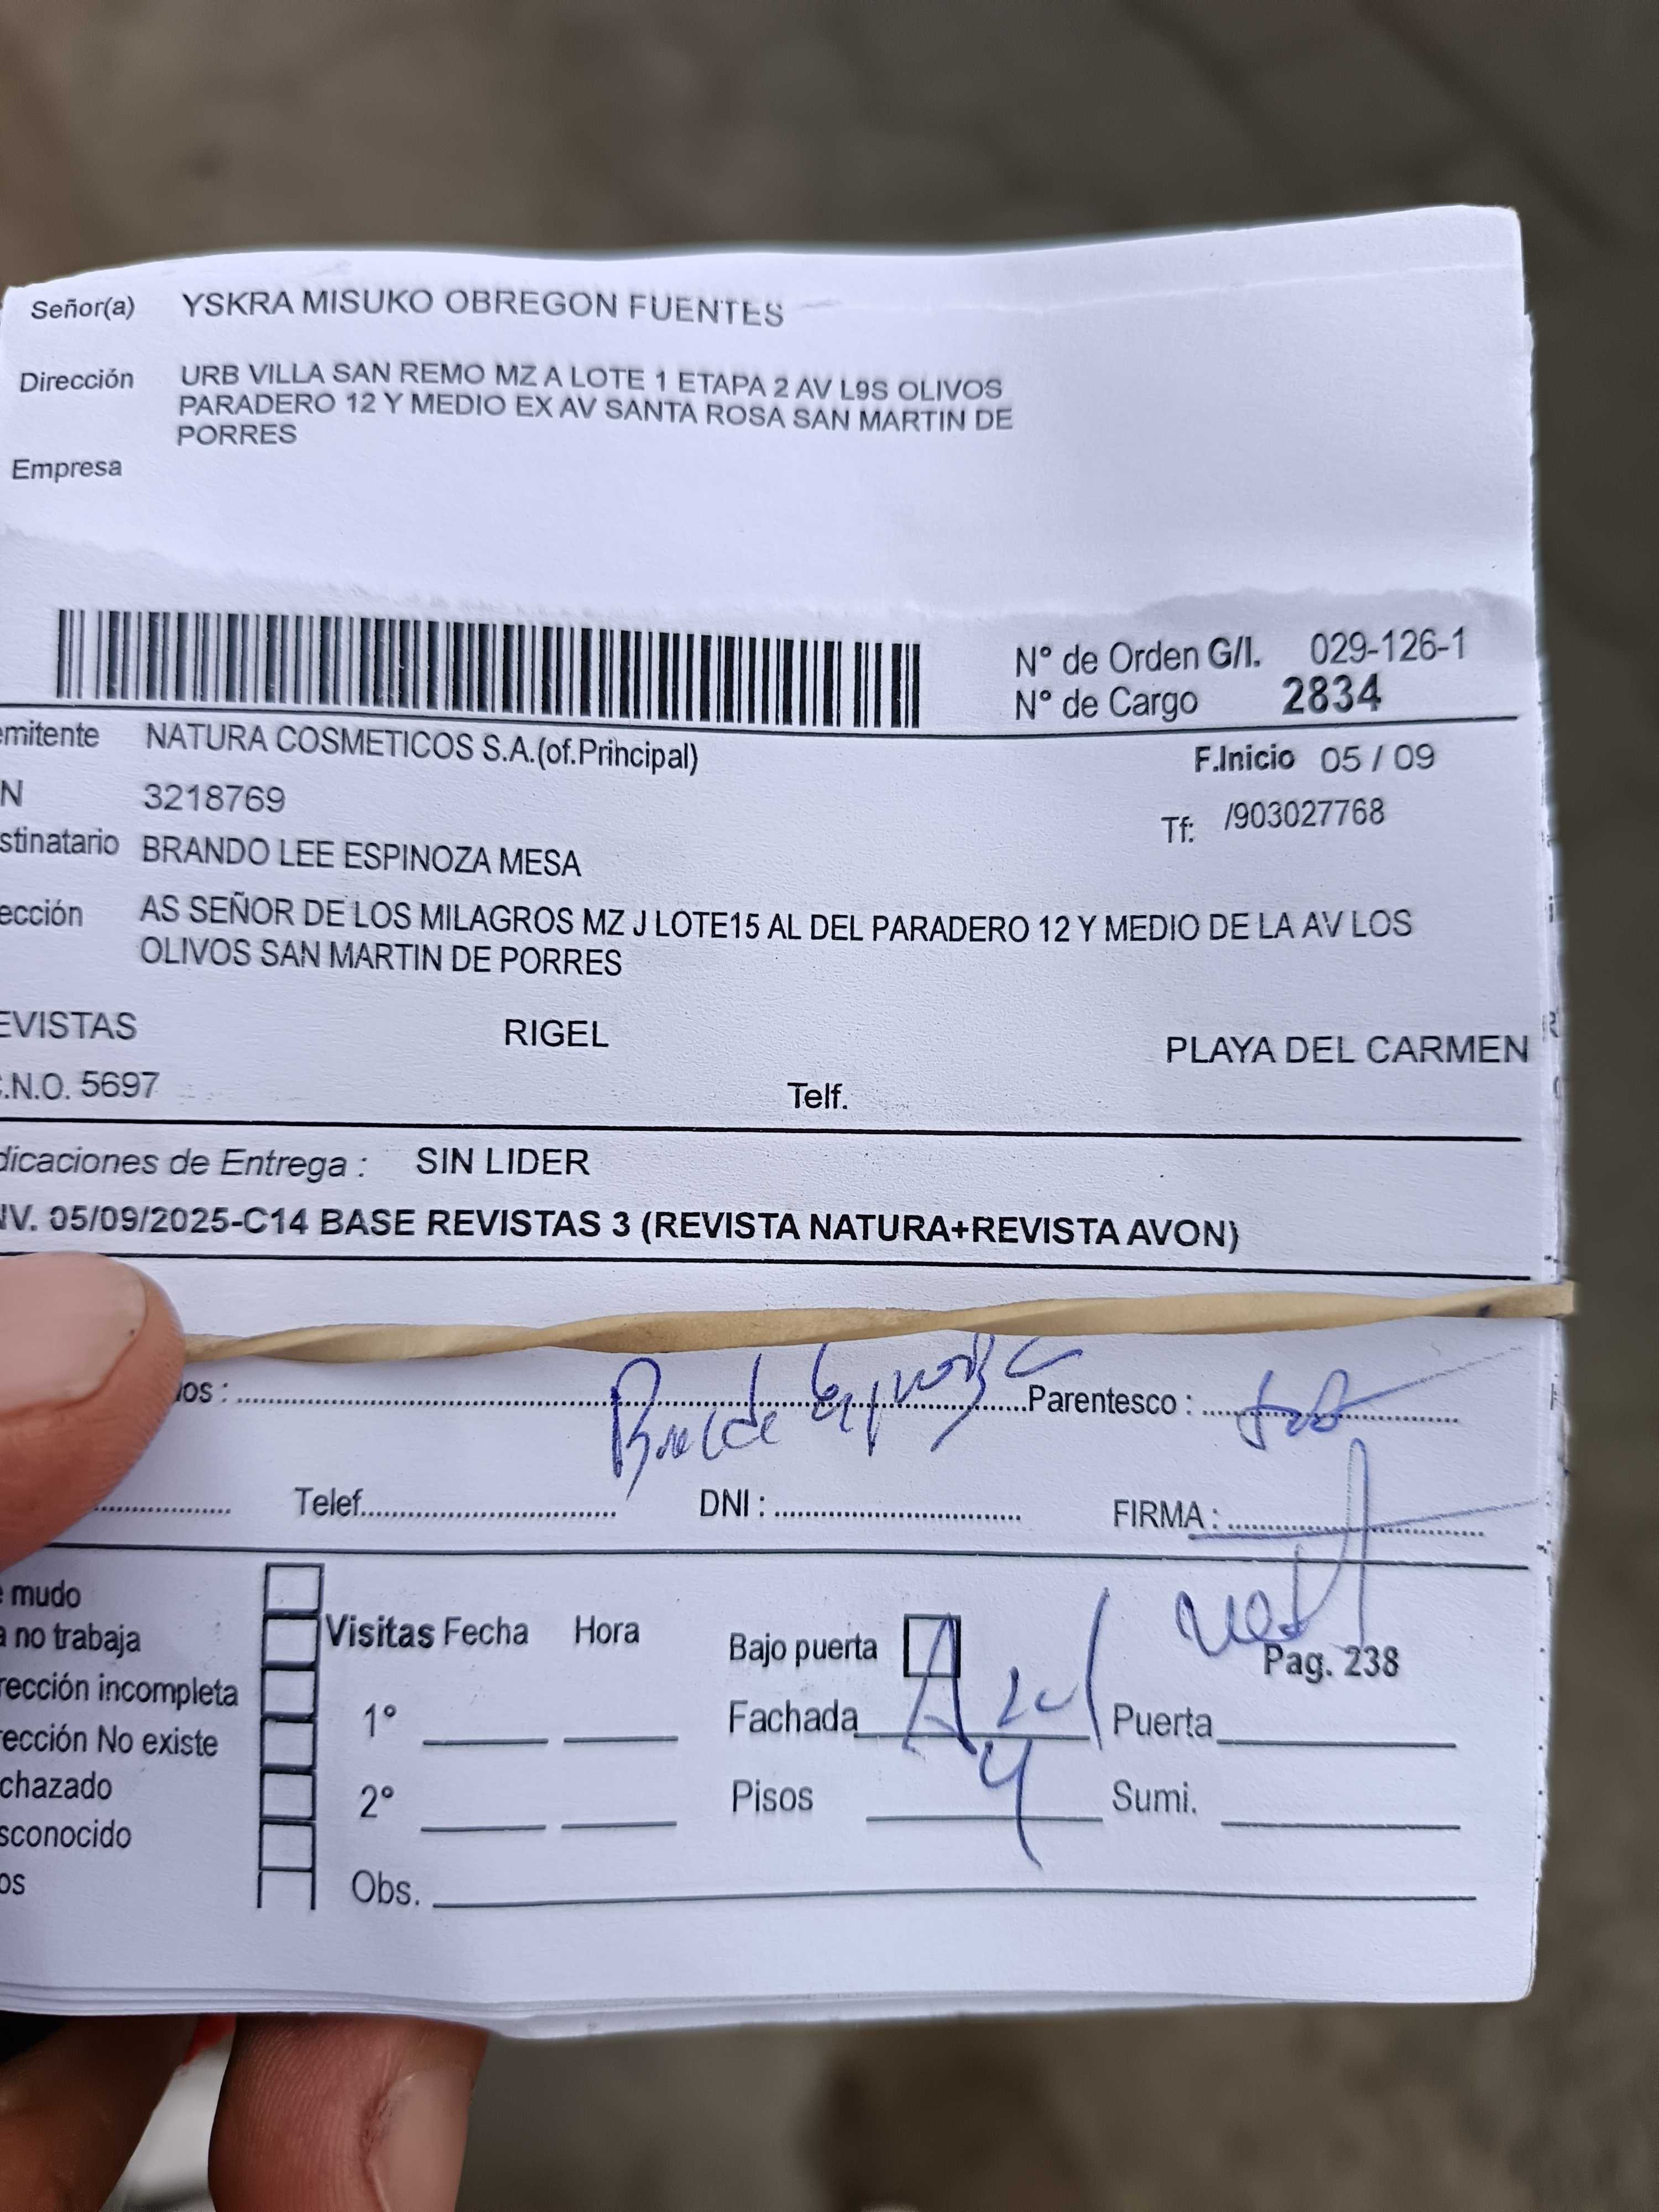 Señor(a) YSKRA MISUKO OBREGON FUENTES
Dirección URB VILLA SAN REMO MZ A LOTE 1 ETAPA 2 AV L9S OLIVOS
PARADERO 12 Y MEDIO EX AV SANTA ROSA SAN MARTIN DE
PORRES
Empresa
N° de Orden G/I. 029-126-1
N° de Cargo 2834
emitente NATURA COSMETICOS S.A.(of.Principal) F.Inicio 05 / 09
N 3218769 Tf: /903027768
stinatario BRANDO LEE ESPINOZA MESA
ección AS SEÑOR DE LOS MILAGROS MZ J LOTE15 AL DEL PARADERO 12 Y MEDIO DE LA AV LOS
OLIVOS SAN MARTIN DE PORRES
EVISTAS RIGEL PLAYA DEL CARMEN
.N.O. 5697 Telf.
dicaciones de Entrega : SIN LIDER
NV. 05/09/2025-C14 BASE REVISTAS 3 (REVISTA NATURA+REVISTA AVON)
os : Parentesco :
Telef. DNI : FIRMA :
mudo
Visitas Fecha Hora Bajo puerta Pag. 238
a no trabaja
rección incompleta 1° Fachada Azul Puerta
rección No existe
chazado 2° Pisos 4 Sumi.
sconocido
os Obs.